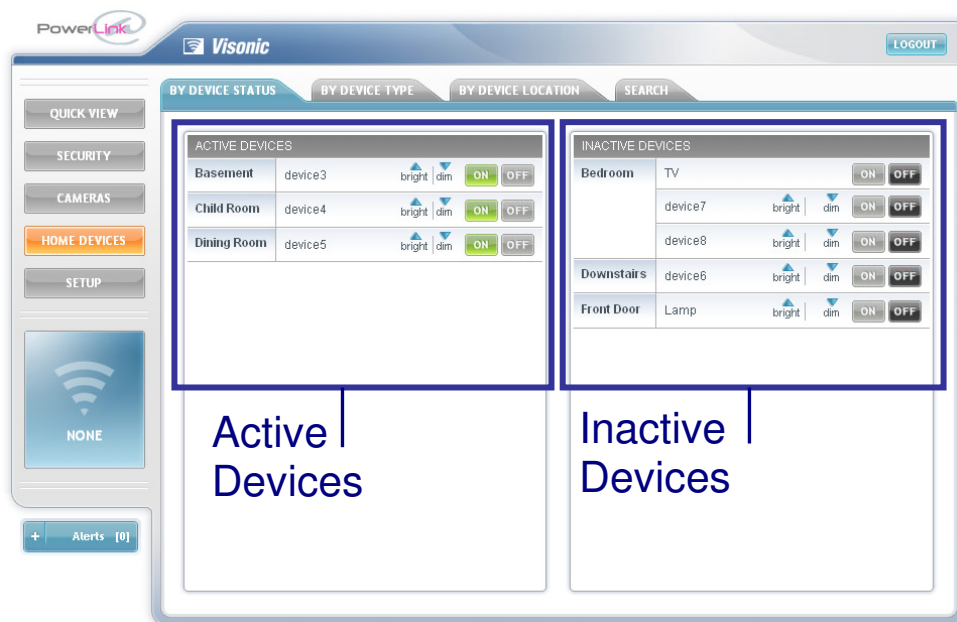 PowerLink
Visonic
LOGOUT
BY DEVICE STATUS BY DEVICE TYPE BY DEVICE LOCATION SEARCH
QUICK VIEW
SECURITY
CAMERAS
HOME DEVICES
SETUP
NONE
+ Alerts [0]
ACTIVE DEVICES
Basement device3 bright dim ON OFF
Child Room device4 bright dim ON OFF
Dining Room device5 bright dim ON OFF
Active
Devices
INACTIVE DEVICES
Bedroom TV ON OFF
device7 bright dim ON OFF
device8 bright dim ON OFF
Downstairs device6 bright dim ON OFF
Front Door Lamp bright dim ON OFF
Inactive
Devices